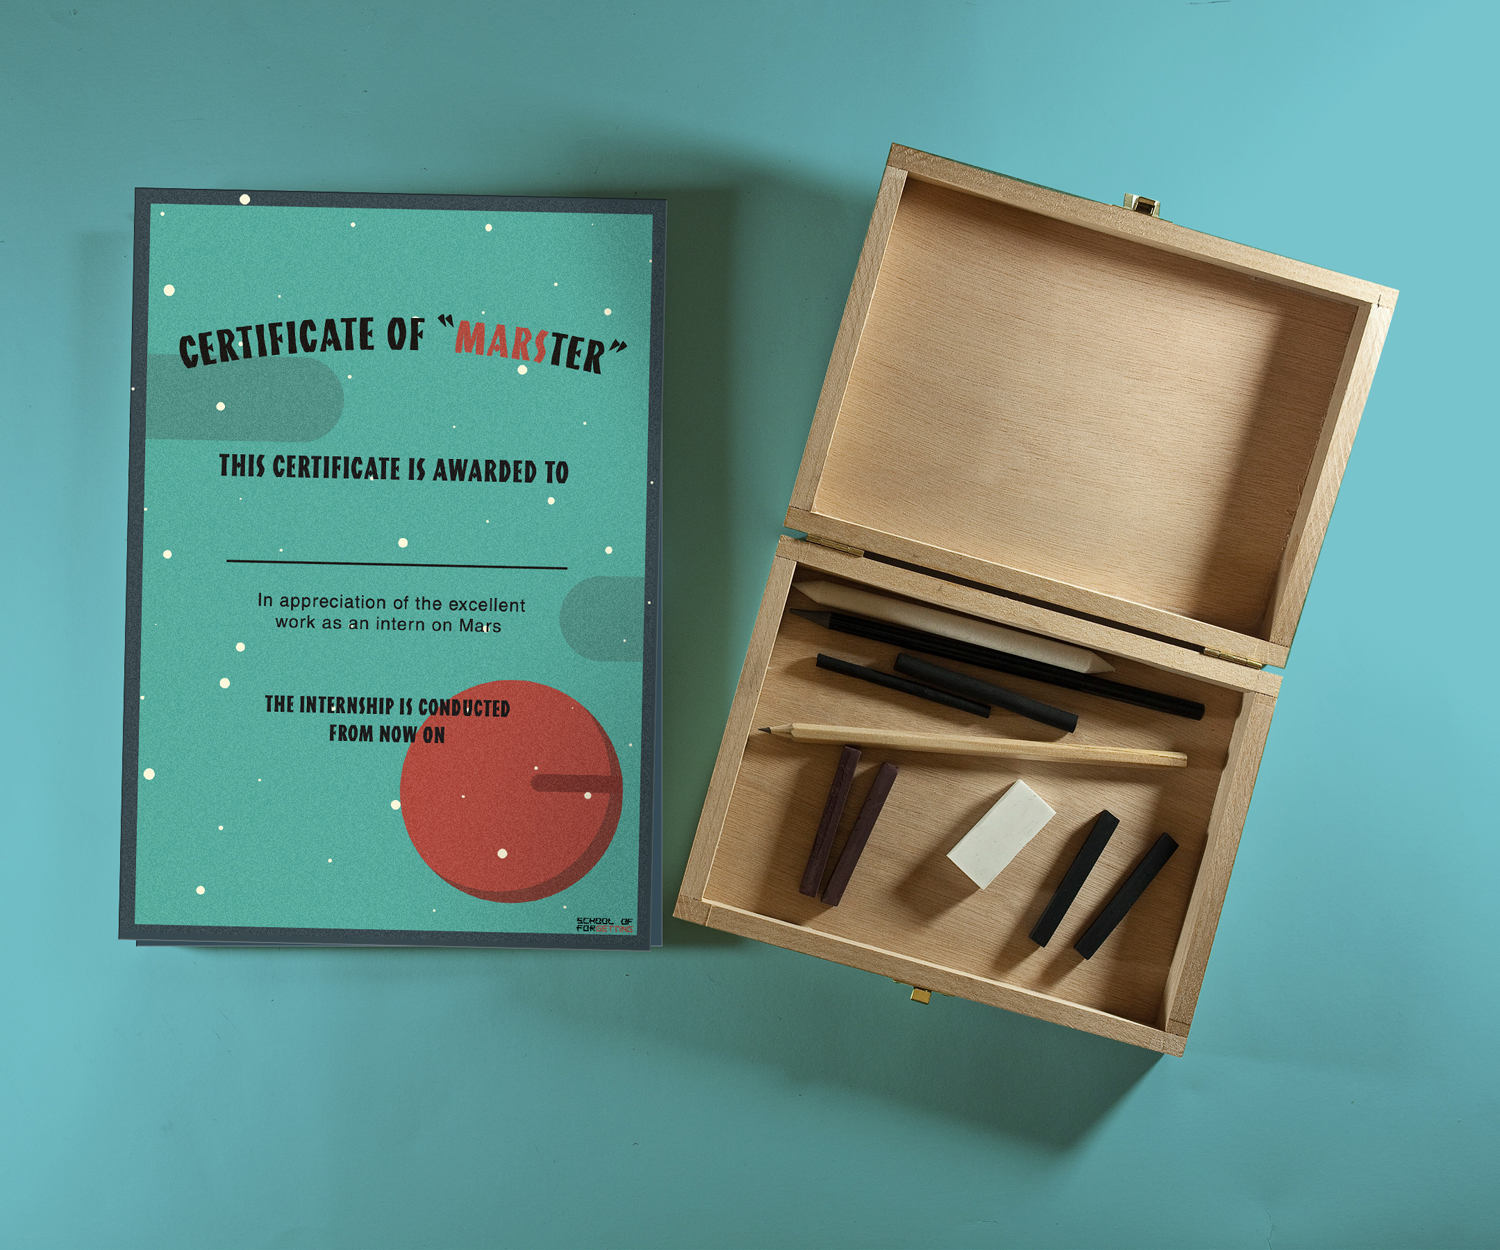 CERTIFICATE OF “MARSTER”
THIS CERTIFICATE IS AWARDED TO
In appreciation of the excellent
work as an intern on Mars
THE INTERNSHIP IS CONDUCTED
FROM NOW ON
SCHOOL OF
FORGETTING